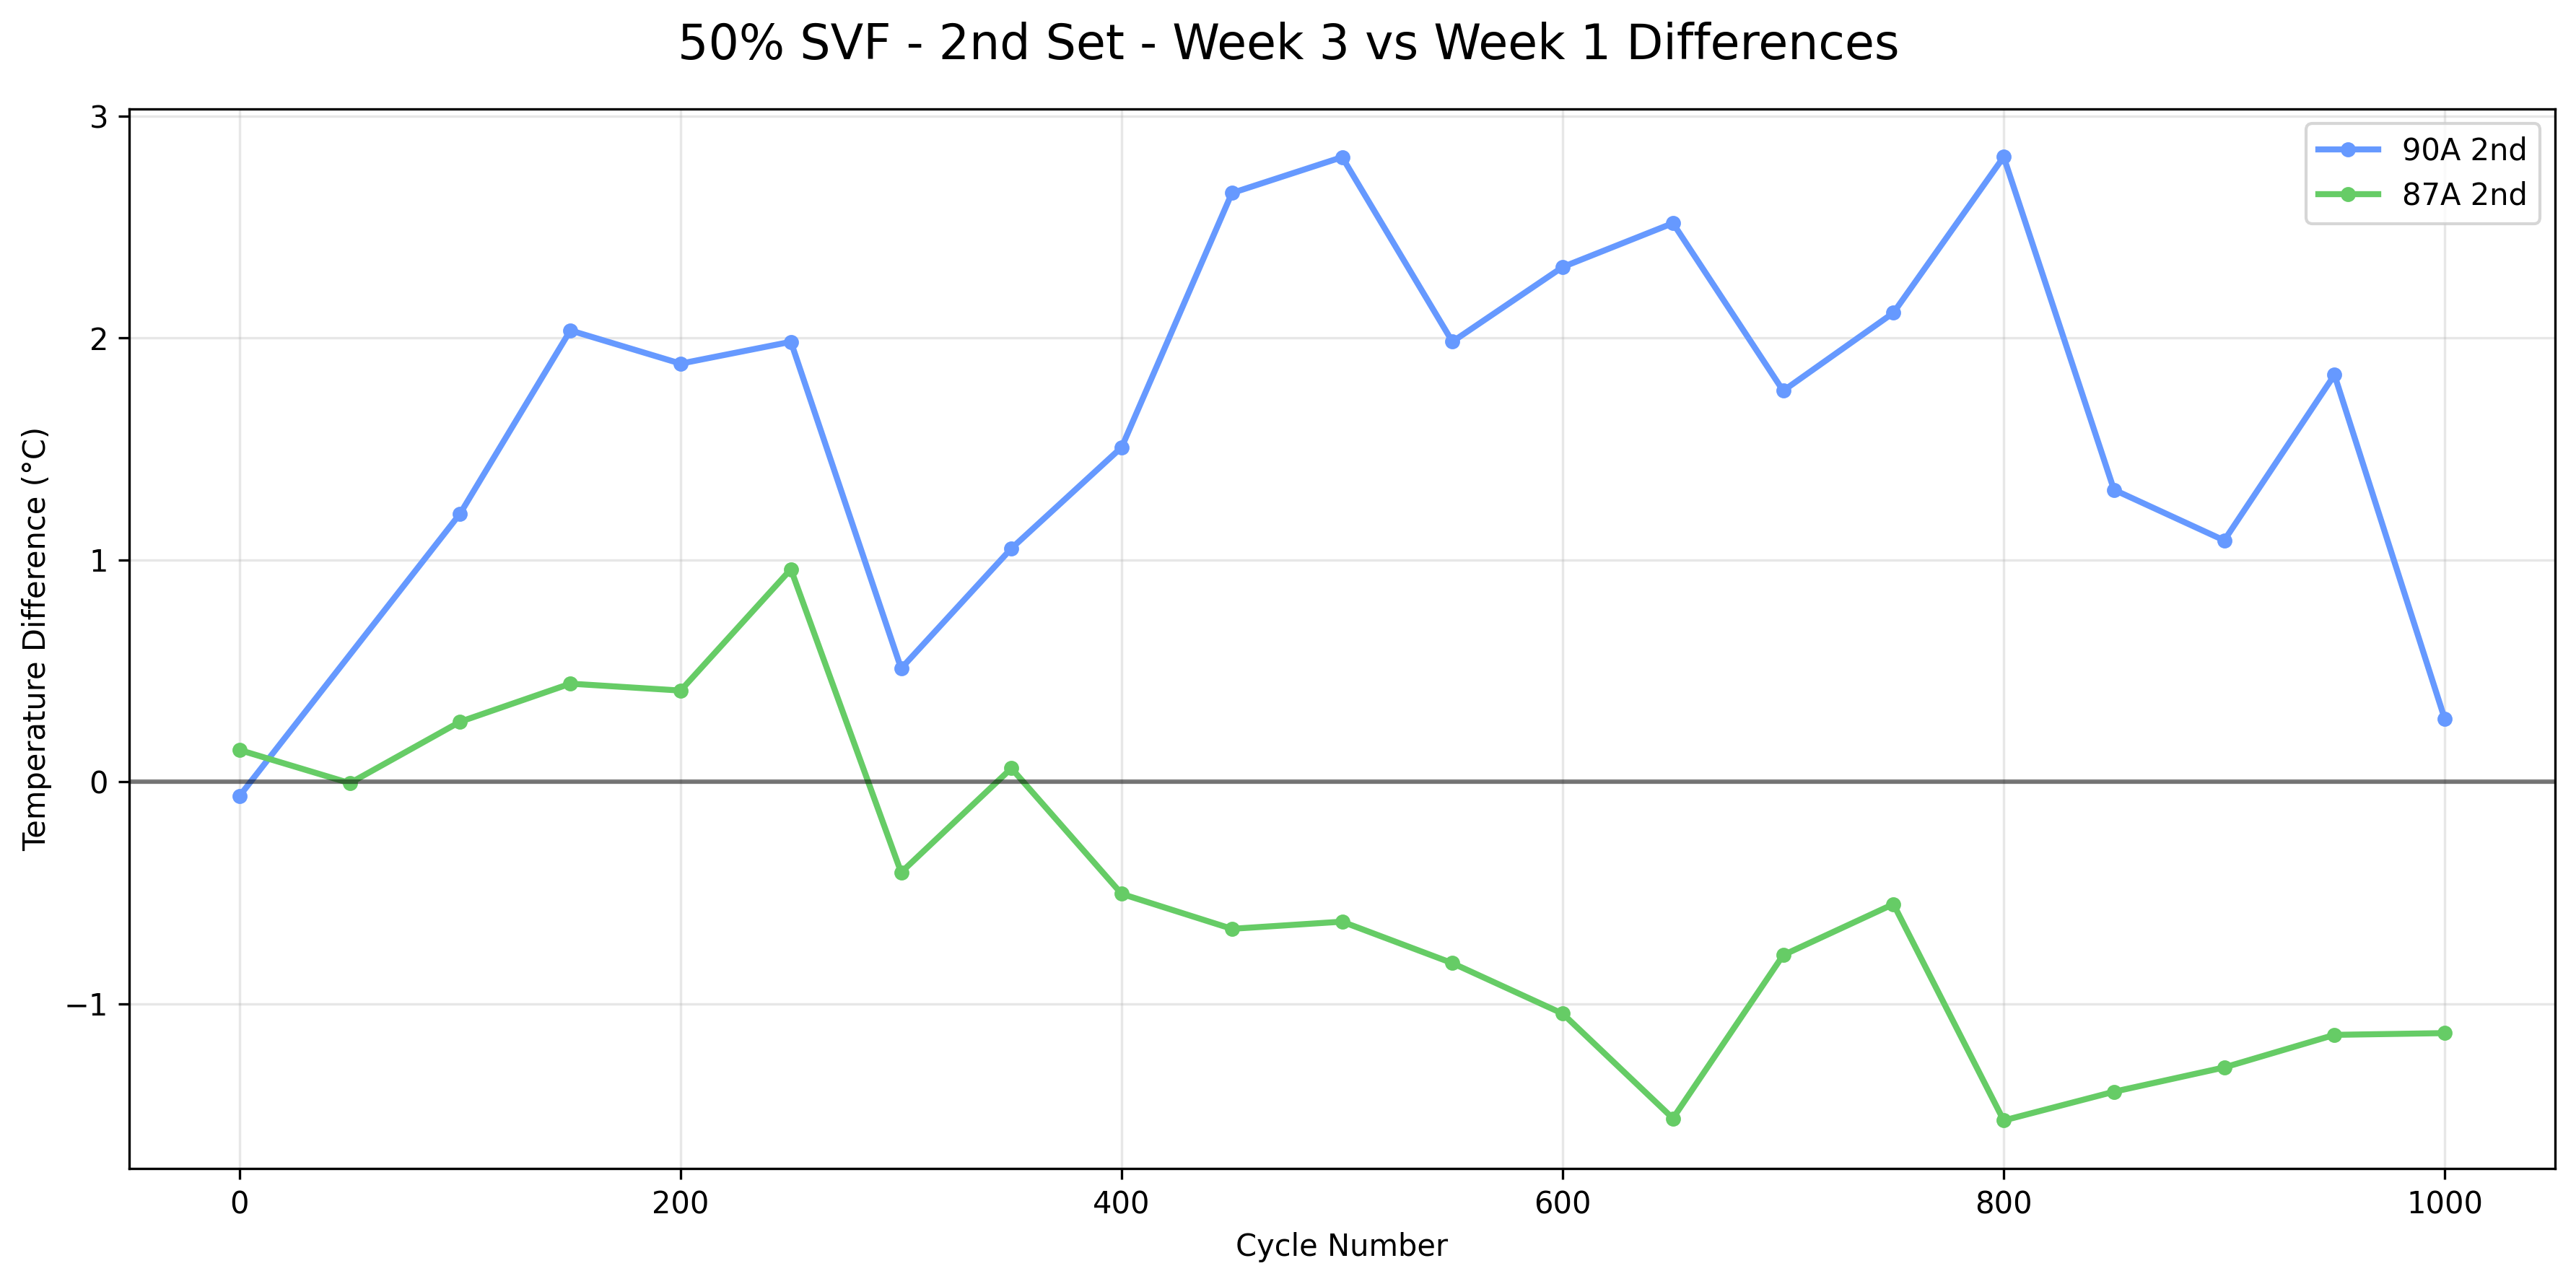 50% SVF - 2nd Set - Week 3 vs Week 1 Differences
3
2
1
0
−1
Temperature Difference (°C)
90A 2nd
87A 2nd
0 200 400 600 800 1000
Cycle Number